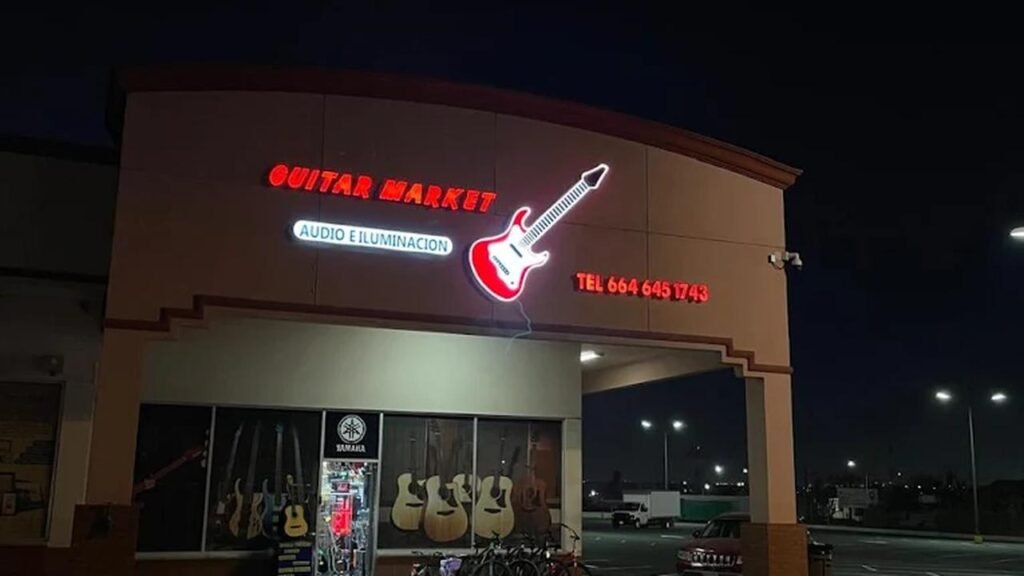 GUITAR MARKET
AUDIO E ILUMINACION
TEL 664 645 1743
YAMAHA